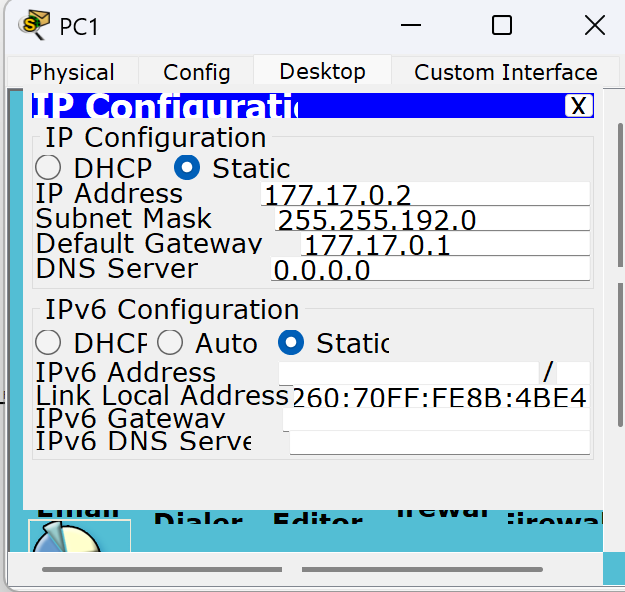 PC1
Physical Config Desktop Custom Interface
IP Configurati
X
IP Configuration
DHCP Static
IP Address 177.17.0.2
Subnet Mask 255.255.192.0
Default Gateway 177.17.0.1
DNS Server 0.0.0.0
IPv6 Configuration
DHCP Auto Static
IPv6 Address /
Link Local Address 260:70FF:FE8B:4BE4
IPv6 Gateway
IPv6 DNS Serve
Email Dialer Editor irewal Firewal